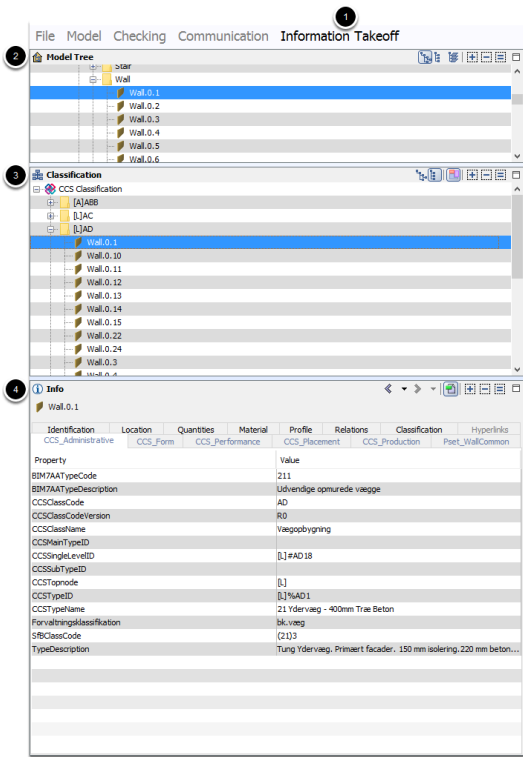 1
File Model Checking Communication Information Takeoff
2 Model Tree
Stair
Wall
Wall.0.1
Wall.0.2
Wall.0.3
Wall.0.4
Wall.0.5
Wall.0.6
3 Classification
CCS Classification
[A]ABB
[L]AC
[L]AD
Wall.0.1
Wall.0.10
Wall.0.11
Wall.0.12
Wall.0.13
Wall.0.14
Wall.0.15
Wall.0.22
Wall.0.24
Wall.0.3
Wall.0.4
4 Info
Wall.0.1
Identification Location Quantities Material Profile Relations Classification Hyperlinks
CCS_Administrative CCS_Form CCS_Performance CCS_Placement CCS_Production Pset_WallCommon
Property Value
BIM7AATypeCode 211
BIM7AATypeDescription Udvendige opmurede vægge
CCSClassCode AD
CCSClassCodeVersion R0
CCSClassName Vægopbygning
CCSMainTypeID
CCSSingleLevelID [L]#AD18
CCSSubTypeID
CCSTopnode [L]
CCSTypeID [L]%AD1
CCSTypeName 21 Ydervæg - 400mm Træ Beton
Forvaltningsklassifikation bk.væg
SfBClassCode (21)3
TypeDescription Tung Ydervæg. Primært facader. 150 mm isolering.220 mm beton...